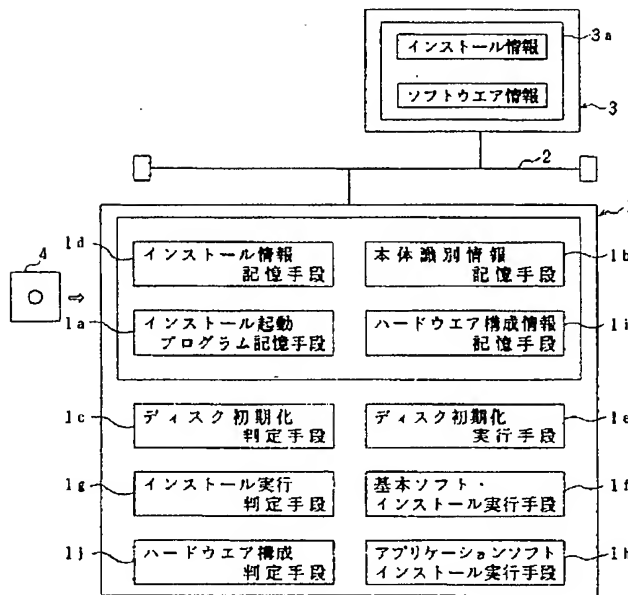 インストール情報
3a
ソフトウエア情報
3
2
1d
インストール情報
記憶手段
本体識別情報
記憶手段
1b
4
⇨
1a
インストール起動
プログラム記憶手段
ハードウエア構成情報
記憶手段
1i
1c
ディスク初期化
判定手段
ディスク初期化
実行手段
1e
1g
インストール実行
判定手段
基本ソフト・
インストール実行手段
1f
1j
ハードウエア構成
判定手段
アプリケーションソフト
インストール実行手段
1h